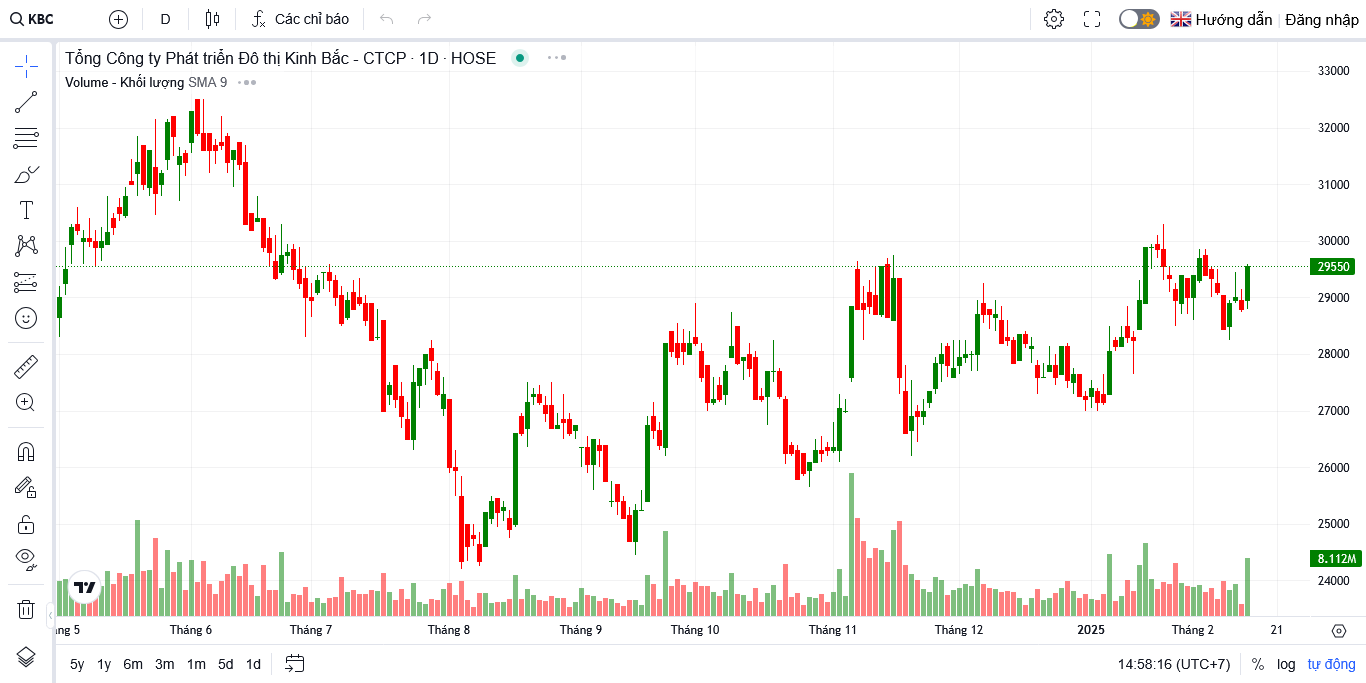 KBC D Các chỉ báo Hướng dẫn Đăng nhập
Tổng Công ty Phát triển Đô thị Kinh Bắc - CTCP · 1D · HOSE
Volume - Khối lượng SMA 9
33000
32000
31000
30000
29550
29000
28000
27000
26000
25000
8.112M
24000
ng 5 Tháng 6 Tháng 7 Tháng 8 Tháng 9 Tháng 10 Tháng 11 Tháng 12 2025 Tháng 2 21
5y 1y 6m 3m 1m 5d 1d 14:58:16 (UTC+7) % log tự động